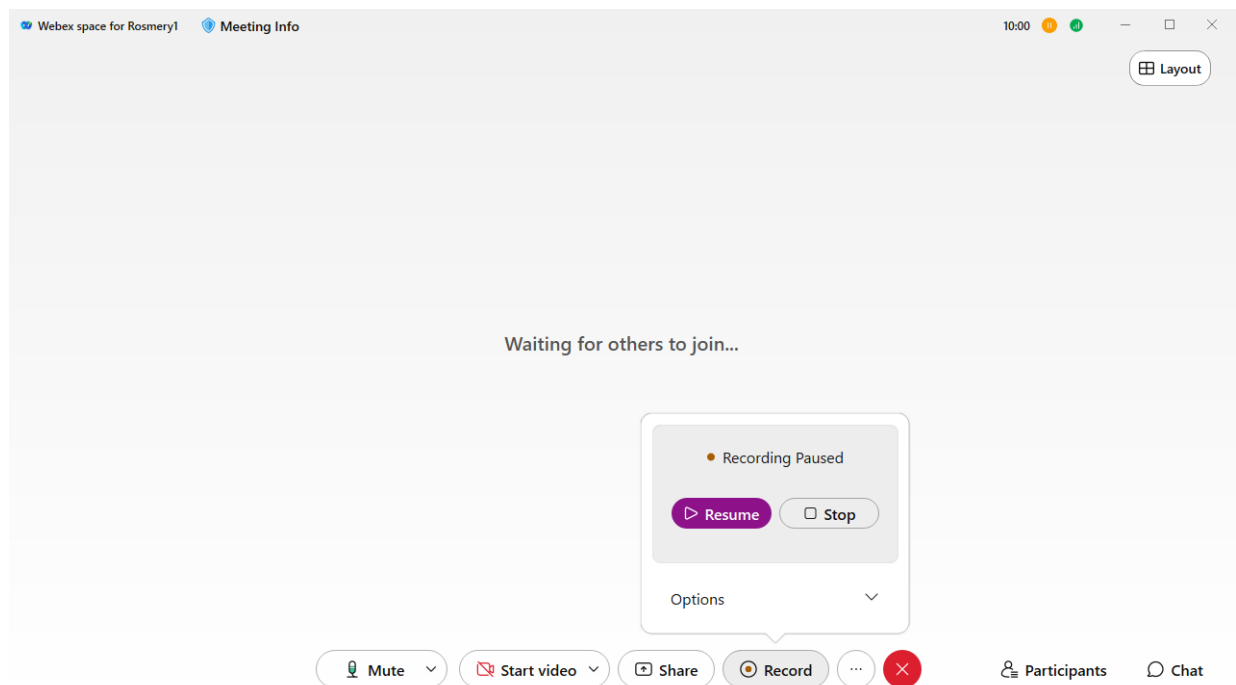 Webex space for Rosmery1 Meeting Info 10:00
Layout
Waiting for others to join...
Recording Paused
Resume Stop
Options
Mute Start video Share Record ... Participants Chat